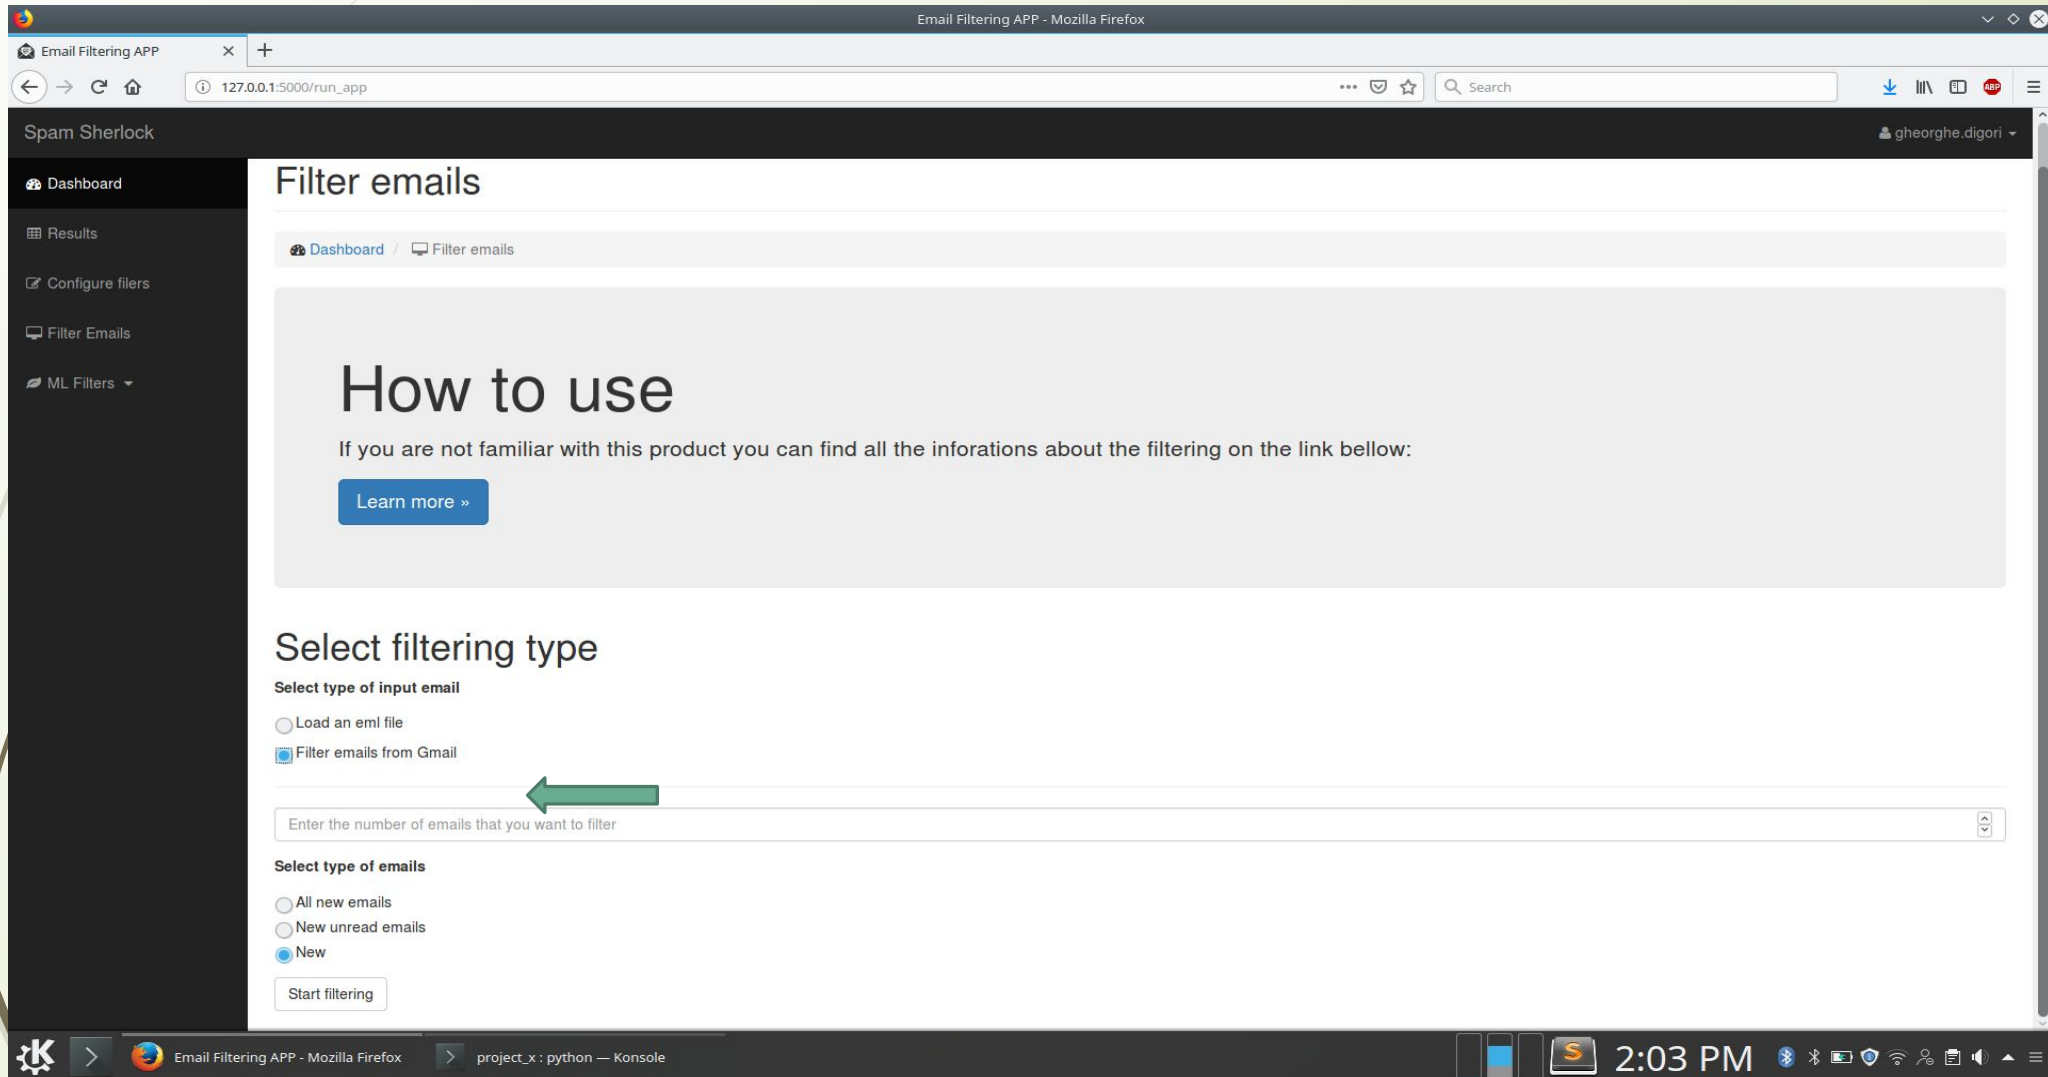 Email Filtering APP - Mozilla Firefox
Email Filtering APP
127.0.0.1:5000/run_app
Search
ABP
Spam Sherlock
gheorghe.digori
Dashboard
Results
Configure filers
Filter Emails
ML Filters
Filter emails
Dashboard / Filter emails
How to use
If you are not familiar with this product you can find all the inforations about the filtering on the link bellow:
Learn more »
Select filtering type
Select type of input email
Load an eml file
Filter emails from Gmail
Enter the number of emails that you want to filter
Select type of emails
All new emails
New unread emails
New
Start filtering
Email Filtering APP - Mozilla Firefox
project_x : python — Konsole
2:03 PM